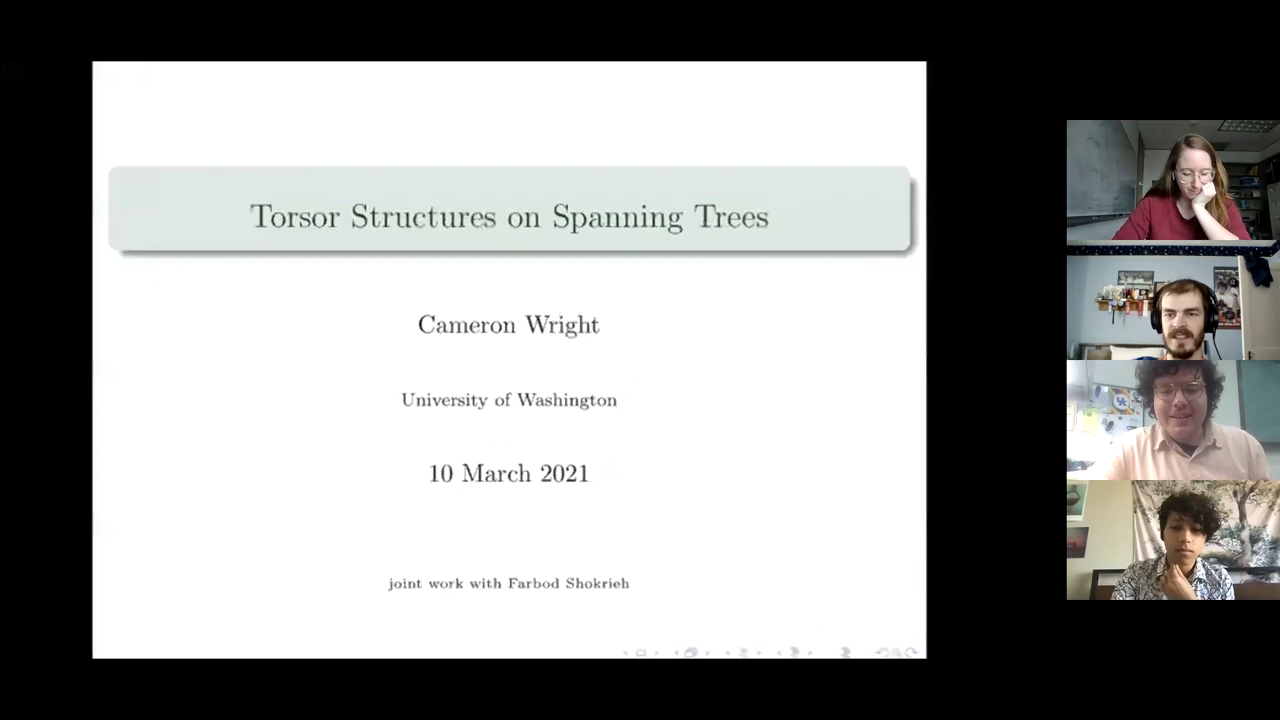 Torsor Structures on Spanning Trees
Cameron Wright
University of Washington
10 March 2021
joint work with Farbod Shokrieh